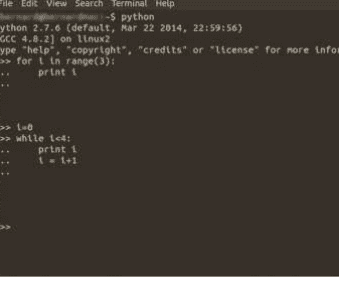 File Edit View Search Terminal Help
~$ python
ython 2.7.6 (default, Mar 22 2014, 22:59:56)
GCC 4.8.2] on linux2
ype "help", "copyright", "credits" or "license" for more infor
>> for i in range(3):
..     print i
..
>> i=0
>> while i<4:
..     print i
..     i = i+1
..
>>